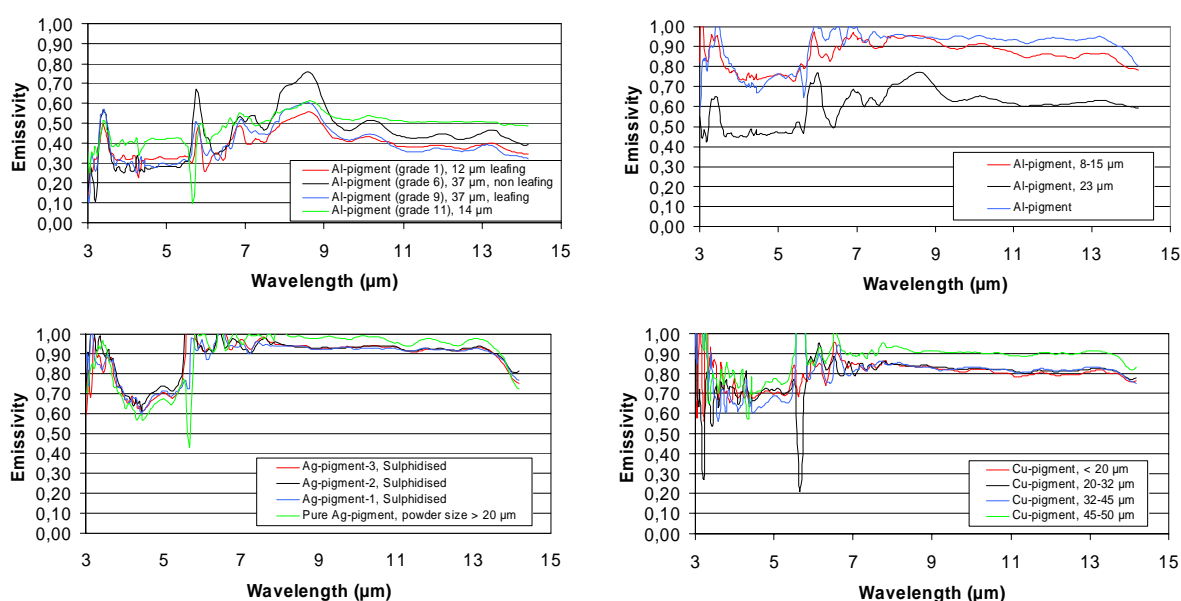 1,00
0,90
0,80
0,70
0,60
0,50
0,40
0,30
0,20
0,10
0,00
Emissivity
3 5 7 9 11 13 15
Wavelength (µm)
Al-pigment (grade 1), 12 µm leafing
Al-pigment (grade 6), 37 µm, non leafing
Al-pigment (grade 9), 37 µm, leafing
Al-pigment (grade 11), 14 µm
1,00
0,90
0,80
0,70
0,60
0,50
0,40
0,30
0,20
0,10
0,00
Emissivity
3 5 7 9 11 13 15
Wavelength (µm)
Al-pigment, 8-15 µm
Al-pigment, 23 µm
Al-pigment
1,00
0,90
0,80
0,70
0,60
0,50
0,40
0,30
0,20
0,10
0,00
Emissivity
3 5 7 9 11 13 15
Wavelength (µm)
Ag-pigment-3, Sulphidised
Ag-pigment-2, Sulphidised
Ag-pigment-1, Sulphidised
Pure Ag-pigment, powder size > 20 µm
1,00
0,90
0,80
0,70
0,60
0,50
0,40
0,30
0,20
0,10
0,00
Emissivity
3 5 7 9 11 13 15
Wavelength (µm)
Cu-pigment, < 20 µm
Cu-pigment, 20-32 µm
Cu-pigment, 32-45 µm
Cu-pigment, 45-50 µm